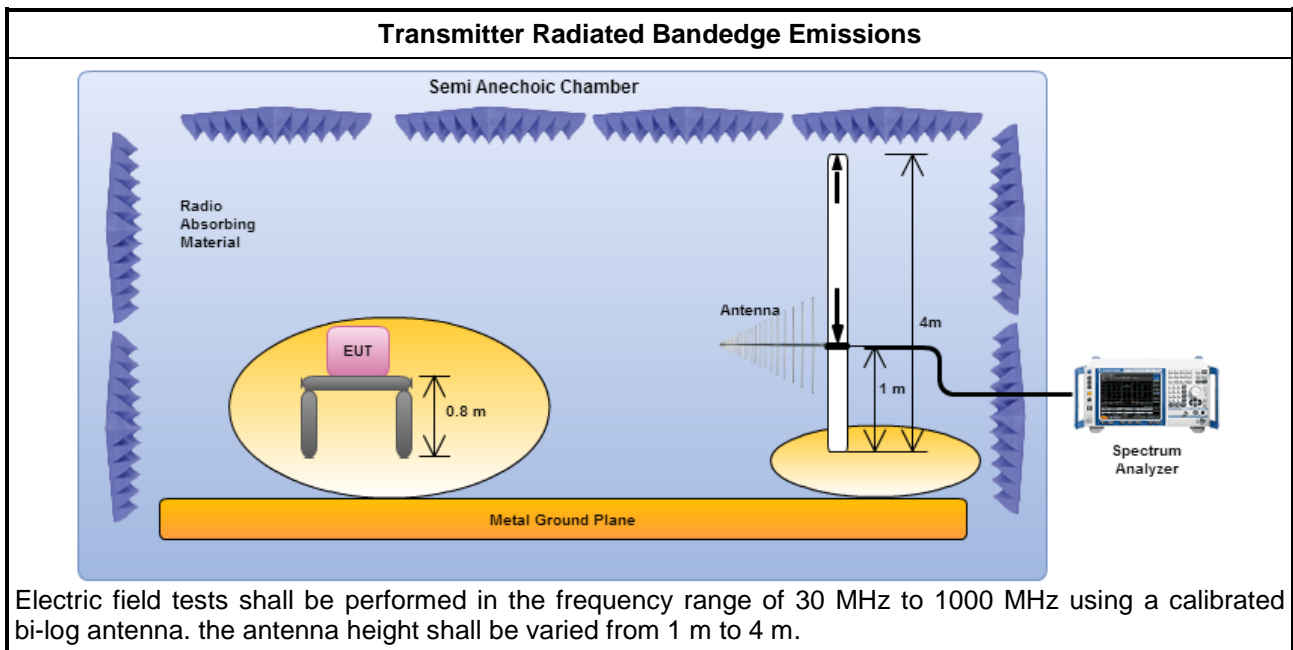 Transmitter Radiated Bandedge Emissions
Semi Anechoic Chamber
Radio
Absorbing
Material
Antenna
4m
EUT
1 m
0.8 m
Spectrum
Analyzer
Metal Ground Plane
Electric field tests shall be performed in the frequency range of 30 MHz to 1000 MHz using a calibrated
bi-log antenna. the antenna height shall be varied from 1 m to 4 m.